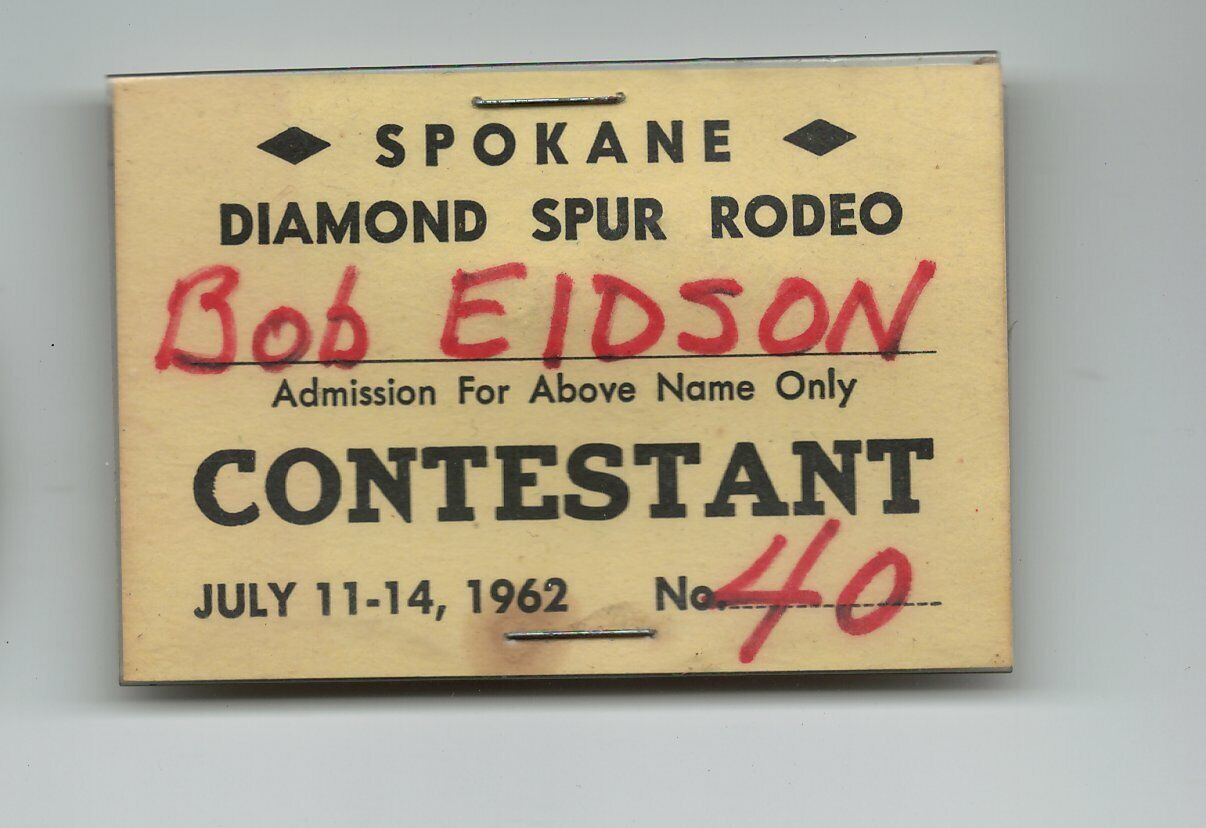 SPOKANE
DIAMOND SPUR RODEO
Bob EIDSON
Admission For Above Name Only
CONTESTANT
JULY 11-14, 1962 No. 40